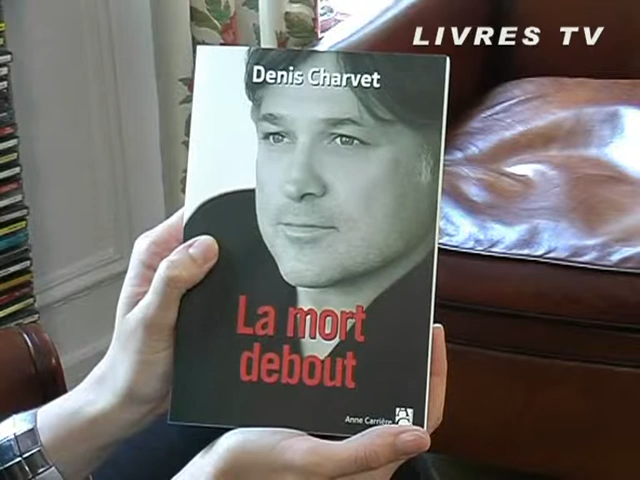 LIVRES TV
Denis Charvet
La mort
debout
Anne Carrière